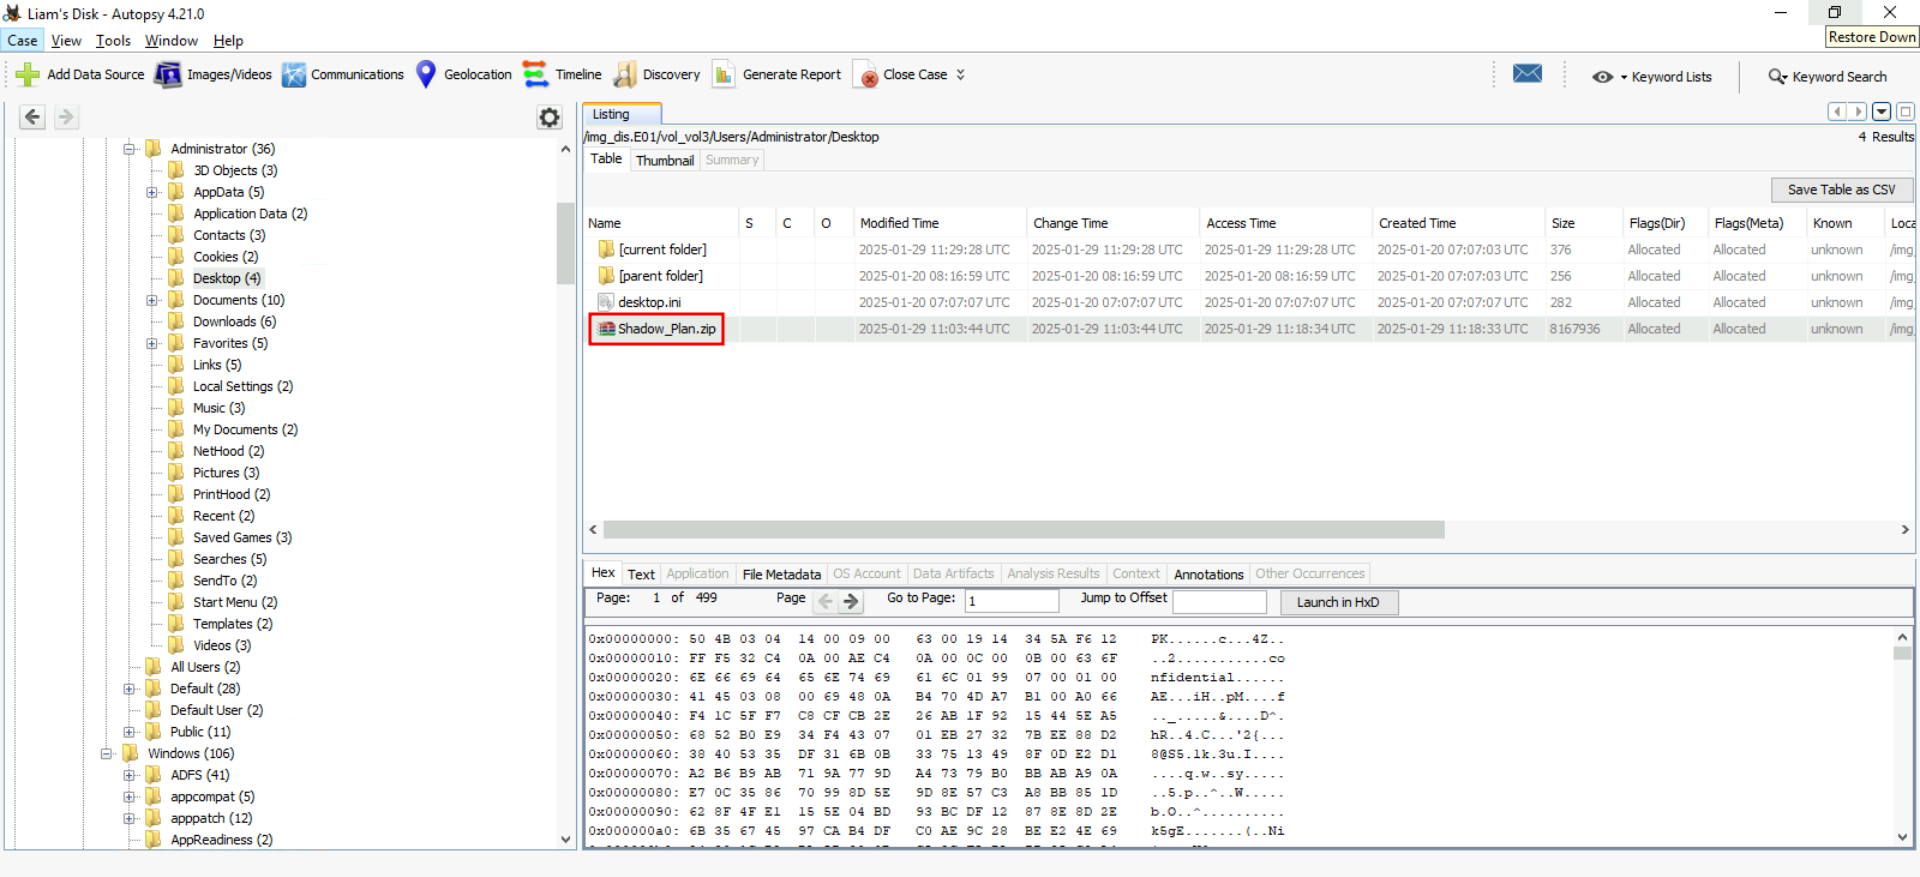 Liam's Disk - Autopsy 4.21.0
Case View Tools Window Help
Restore Down
Add Data Source Images/Videos Communications Geolocation Timeline Discovery Generate Report Close Case Keyword Lists Keyword Search
Administrator (36)
3D Objects (3)
AppData (5)
Application Data (2)
Contacts (3)
Cookies (2)
Desktop (4)
Documents (10)
Downloads (6)
Favorites (5)
Links (5)
Local Settings (2)
Music (3)
My Documents (2)
NetHood (2)
Pictures (3)
PrintHood (2)
Recent (2)
Saved Games (3)
Searches (5)
SendTo (2)
Start Menu (2)
Templates (2)
Videos (3)
All Users (2)
Default (28)
Default User (2)
Public (11)
Windows (106)
ADFS (41)
appcompat (5)
apppatch (12)
AppReadiness (2)
Listing
/img_dis.E01/vol_vol3/Users/Administrator/Desktop
4 Results
Table Thumbnail Summary
Save Table as CSV
Name S C O Modified Time Change Time Access Time Created Time Size Flags(Dir) Flags(Meta) Known Loca
[current folder] 2025-01-29 11:29:28 UTC 2025-01-29 11:29:28 UTC 2025-01-29 11:29:28 UTC 2025-01-20 07:07:03 UTC 376 Allocated Allocated unknown /img_
[parent folder] 2025-01-20 08:16:59 UTC 2025-01-20 08:16:59 UTC 2025-01-20 08:16:59 UTC 2025-01-20 07:07:03 UTC 256 Allocated Allocated unknown /img_
desktop.ini 2025-01-20 07:07:07 UTC 2025-01-20 07:07:07 UTC 2025-01-20 07:07:07 UTC 2025-01-20 07:07:07 UTC 282 Allocated Allocated unknown /img_
Shadow_Plan.zip 2025-01-29 11:03:44 UTC 2025-01-29 11:03:44 UTC 2025-01-29 11:18:34 UTC 2025-01-29 11:18:33 UTC 8167936 Allocated Allocated unknown /img_
Hex Text Application File Metadata OS Account Data Artifacts Analysis Results Context Annotations Other Occurrences
Page: 1 of 499 Page Go to Page: 1 Jump to Offset Launch in HxD
0x00000000: 50 4B 03 04 14 00 09 00 63 00 19 14 34 5A F6 12 PK......c...4Z..
0x00000010: FF F5 32 C4 0A 00 AE C4 0A 00 0C 00 0B 00 63 6F ..2...........co
0x00000020: 6E 66 69 64 65 6E 74 69 61 6C 01 99 07 00 01 00 nfidential......
0x00000030: 41 45 03 08 00 69 48 0A B4 70 4D A7 B1 00 A0 66 AE...iH..pM....f
0x00000040: F4 1C 5F F7 C8 CF CB 2E 26 AB 1F 92 15 44 5E A5 .._.....&....D^.
0x00000050: 68 52 B0 E9 34 F4 43 07 01 EB 27 32 7B EE 88 D2 hR..4.C...'2{...
0x00000060: 38 40 53 35 DF 31 6B 0B 33 75 13 49 8F 0D E2 D1 8@S5.1k.3u.I....
0x00000070: A2 B6 B9 AB 71 9A 77 9D A4 73 79 B0 BB AB A9 0A ....q.w..sy.....
0x00000080: E7 0C 35 86 70 99 8D 5E 9D 8E 57 C3 A8 BB 85 1D ..5.p..^..W.....
0x00000090: 62 8F 4F E1 15 5E 04 BD 93 BC DF 12 87 8E 8D 2E b.O..^..........
0x000000a0: 6B 35 67 45 97 CA B4 DF C0 AE 9C 28 BE E2 4E 69 k5gE.......(..Ni